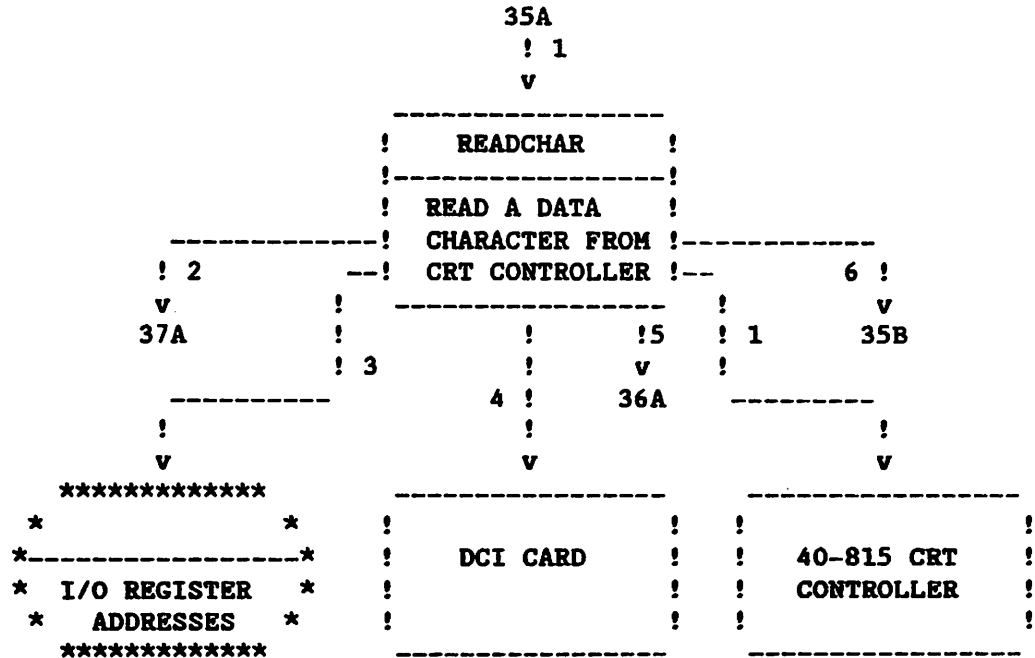 35A
! 1
v
-----------------
! READCHAR !
!-----------------!
! READ A DATA !
-------------! CHARACTER FROM !------------
! 2 --! CRT CONTROLLER !-- 6 !
v ! ----------------- ! v
37A ! ! !5 ! 1 35B
! 3 ! v !
---------- 4 ! 36A ---------
! ! !
v v v
************* ----------------- -----------------
* * ! ! ! !
*-----------------* ! DCI CARD ! ! 40-815 CRT !
* I/O REGISTER * ! ! ! CONTROLLER !
* ADDRESSES * ! ! ! !
************* ----------------- -----------------